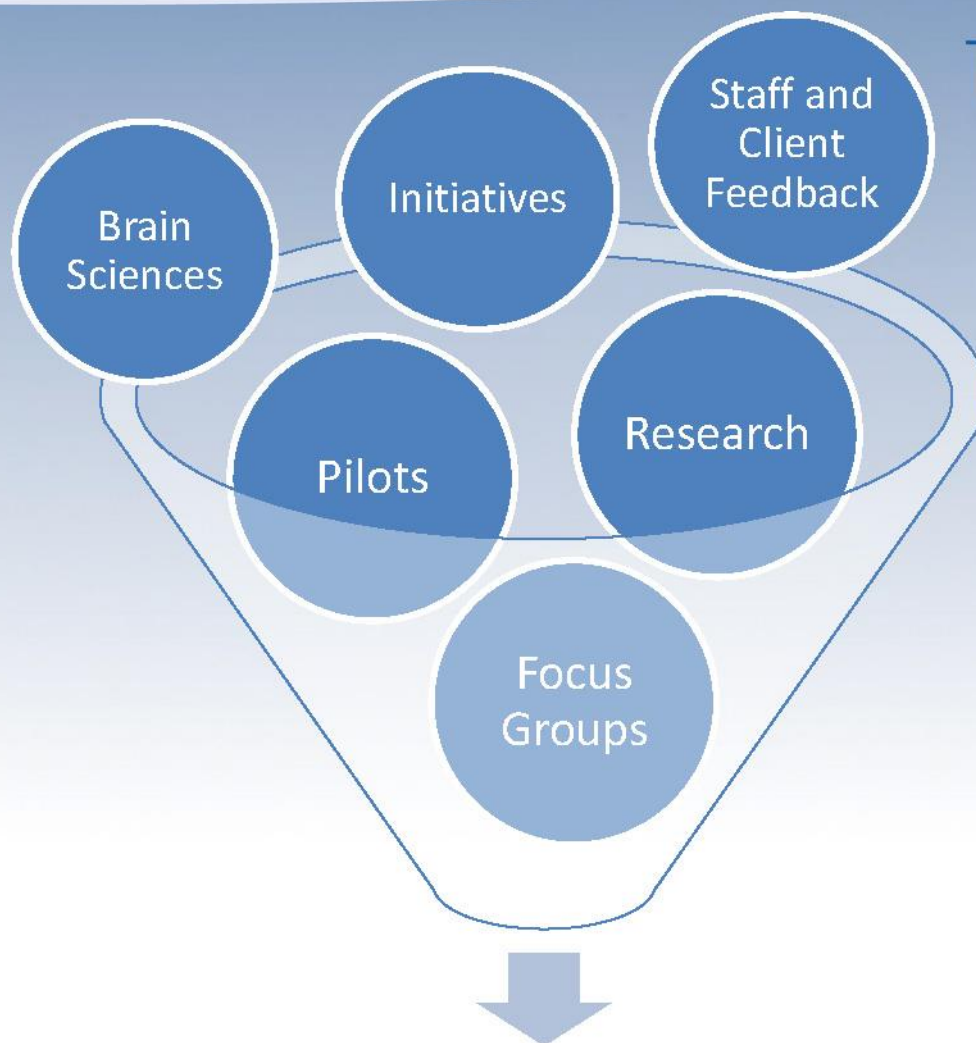 Staff and
Client
Feedback
Initiatives
Brain
Sciences
Research
Pilots
Focus
Groups